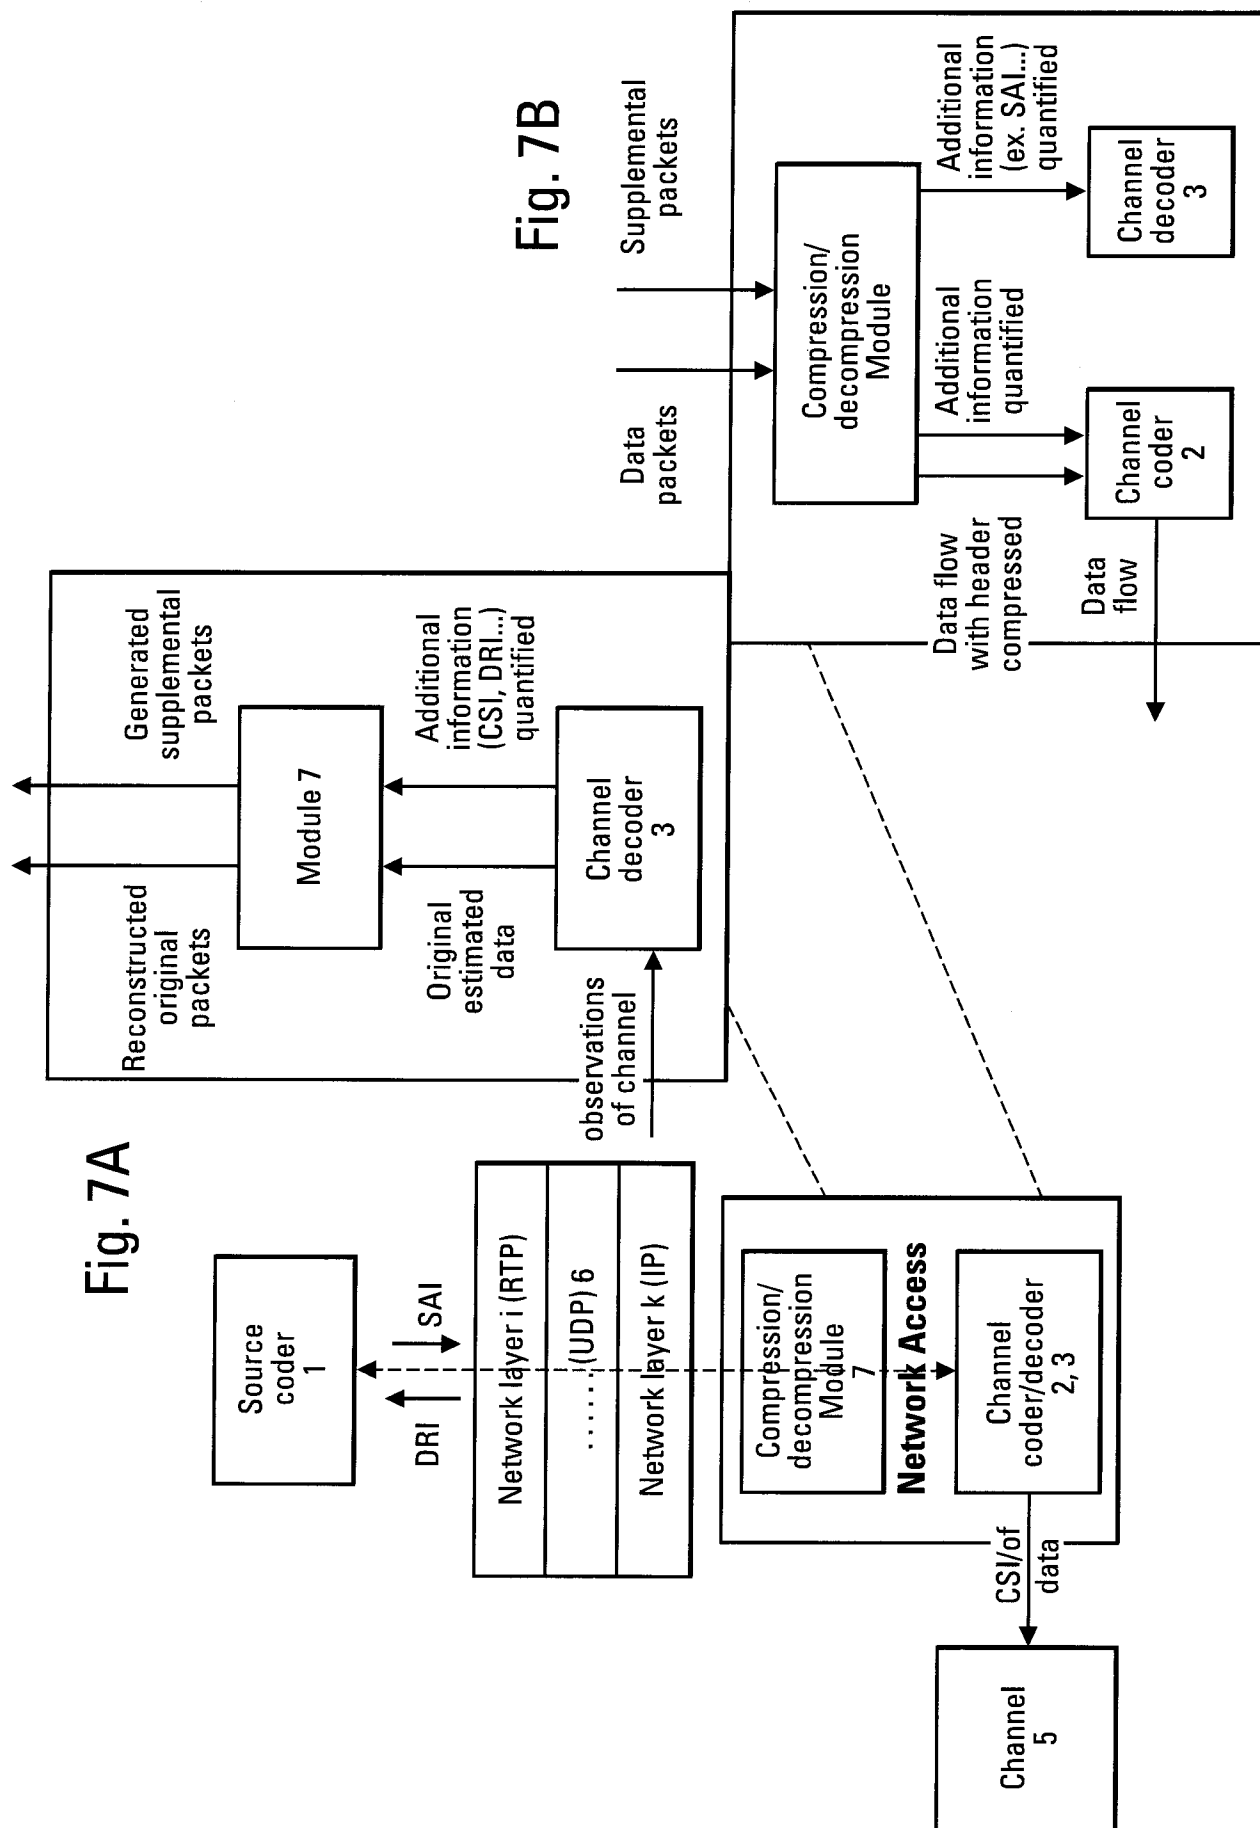 Fig. 7A
Source
coder
1
DRI
SAI
Network layer i (RTP)
......(UDP) 6
Network layer k (IP)
Compression/
decompression
Module
7
Network Access
Channel
coder/decoder
2, 3
CSI/of
data
Channel
5
Reconstructed
original
packets
Generated
supplemental
packets
Module 7
Original
estimated
data
Additional
information
(CSI, DRI...)
quantified
Channel
decoder
3
observations
of channel
Fig. 7B
Data
packets
Supplemental
packets
Compression/
decompression
Module
Data flow
with header
compressed
Additional
information
quantified
Additional
information
(ex. SAI...)
quantified
Channel
coder
2
Channel
decoder
3
Data
flow